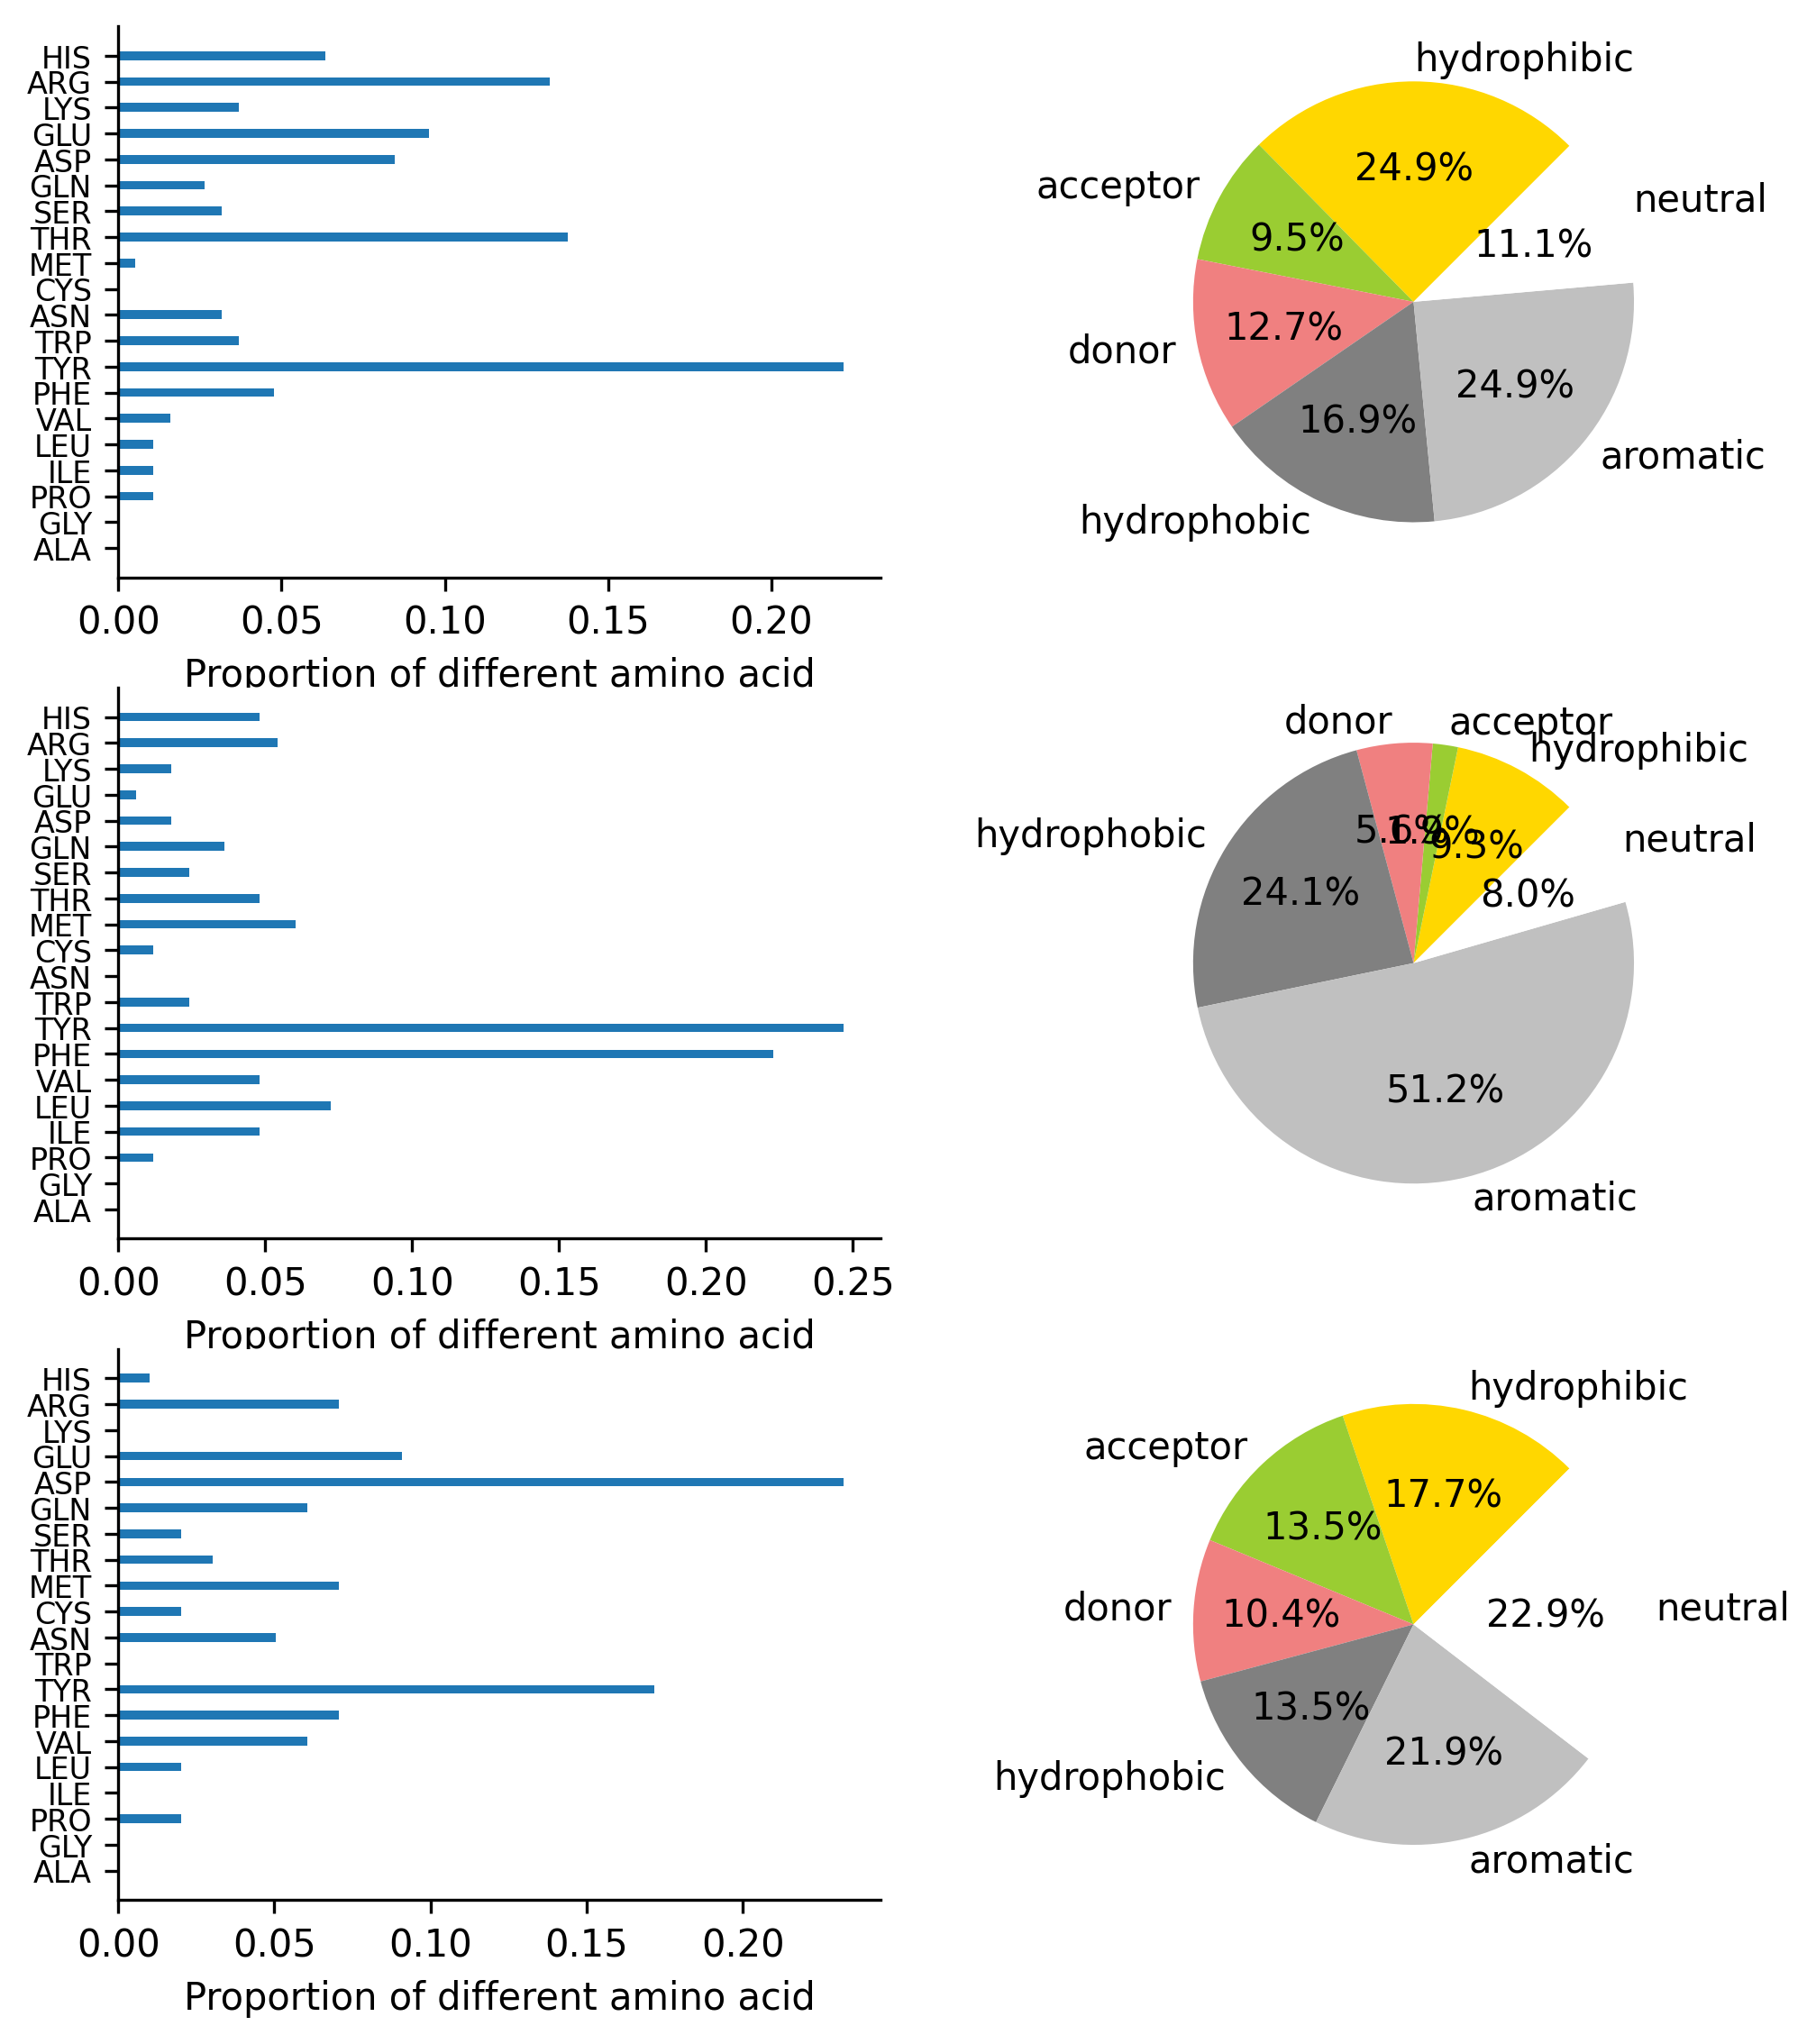 HIS
ARG
LYS
GLU
ASP
GLN
SER
THR
MET
CYS
ASN
TRP
TYR
PHE
VAL
LEU
ILE
PRO
GLY
ALA
0.00 0.05 0.10 0.15 0.20
Proportion of different amino acid
hydrophibic
24.9%
acceptor
neutral
9.5%
11.1%
donor
12.7%
24.9%
16.9%
aromatic
hydrophobic
HIS
ARG
LYS
GLU
ASP
GLN
SER
THR
MET
CYS
ASN
TRP
TYR
PHE
VAL
LEU
ILE
PRO
GLY
ALA
0.00 0.05 0.10 0.15 0.20 0.25
Proportion of different amino acid
donor
acceptor
hydrophibic
hydrophobic
neutral
5.6%
1.9%
9.3%
24.1%
8.0%
51.2%
aromatic
HIS
ARG
LYS
GLU
ASP
GLN
SER
THR
MET
CYS
ASN
TRP
TYR
PHE
VAL
LEU
ILE
PRO
GLY
ALA
0.00 0.05 0.10 0.15 0.20
Proportion of different amino acid
hydrophibic
acceptor
17.7%
13.5%
donor
10.4%
22.9%
neutral
13.5%
21.9%
hydrophobic
aromatic